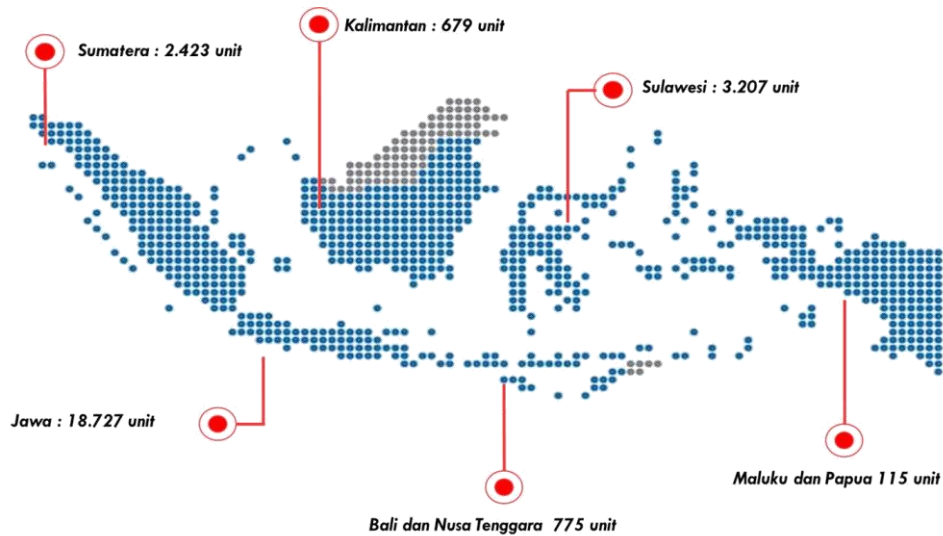 Kalimantan : 679 unit
Sumatera : 2.423 unit
Sulawesi : 3.207 unit
Jawa : 18.727 unit
Maluku dan Papua 115 unit
Bali dan Nusa Tenggara  775 unit